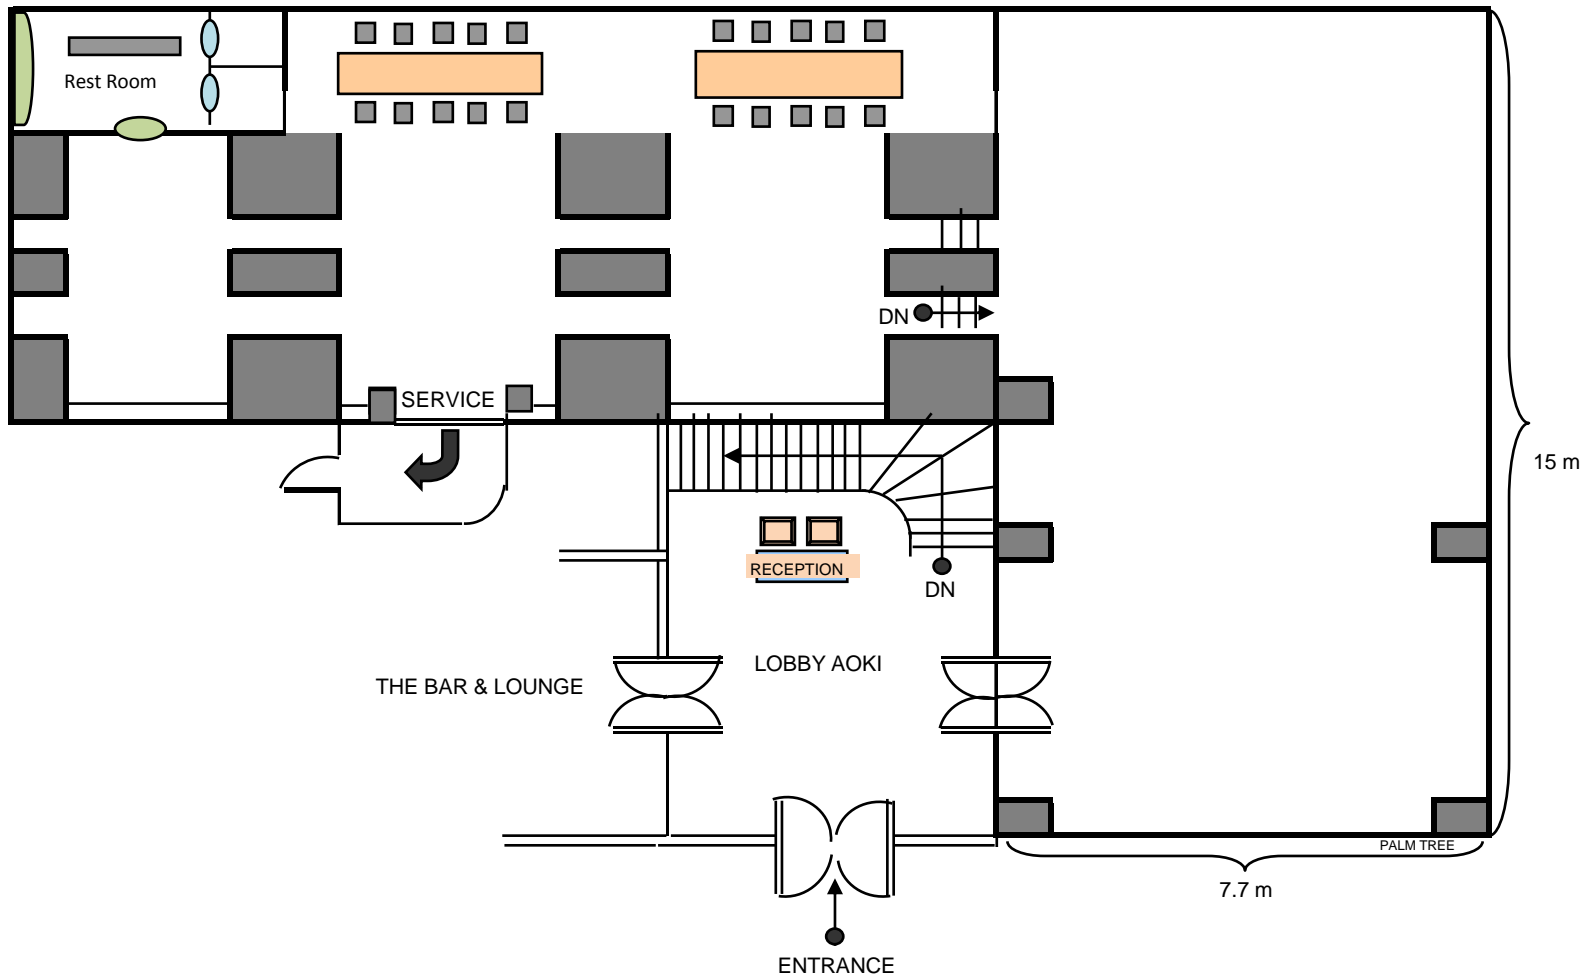 Rest Room
DN
SERVICE
15 m
RECEPTION
DN
LOBBY AOKI
THE BAR & LOUNGE
PALM TREE
7.7 m
ENTRANCE